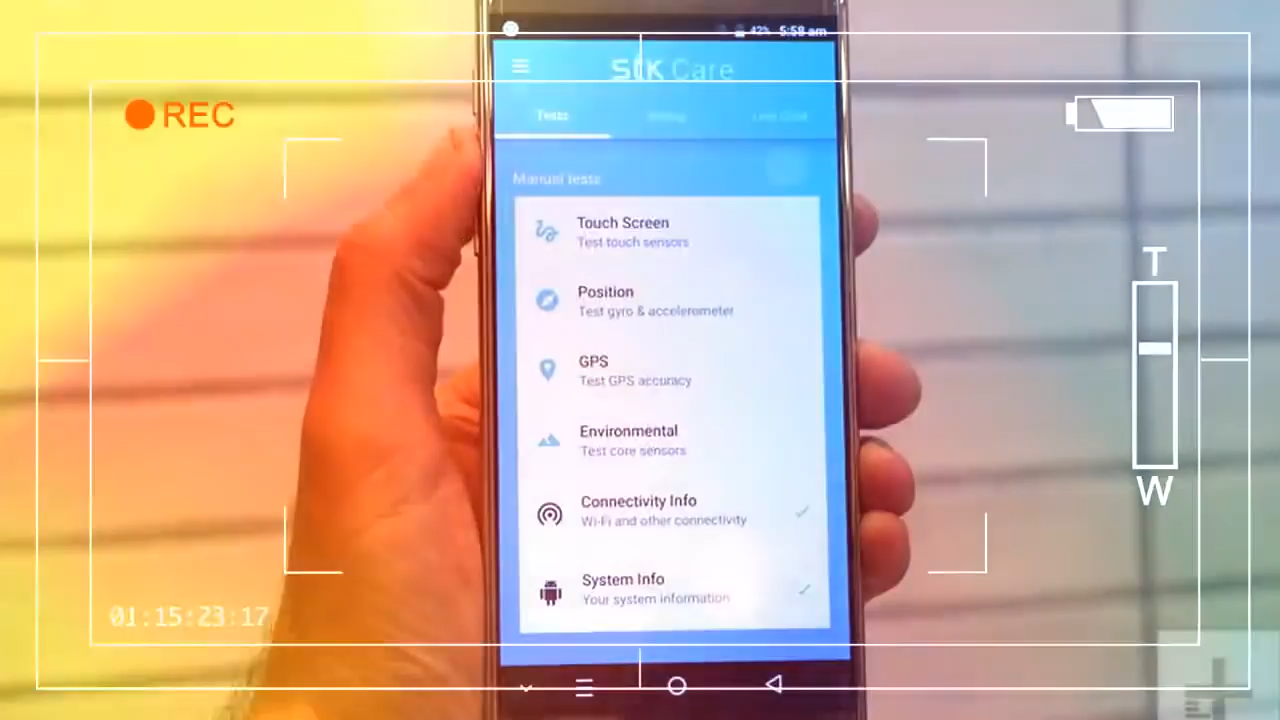 42% 5:58 am
STK Care
REC
Tests
Manual tests
Touch Screen
Test touch sensors
Position
Test gyro & accelerometer
T
GPS
Test GPS accuracy
Environmental
Test core sensors
Connectivity Info
Wi-Fi and other connectivity
W
System Info
Your system information
01:15:23:17